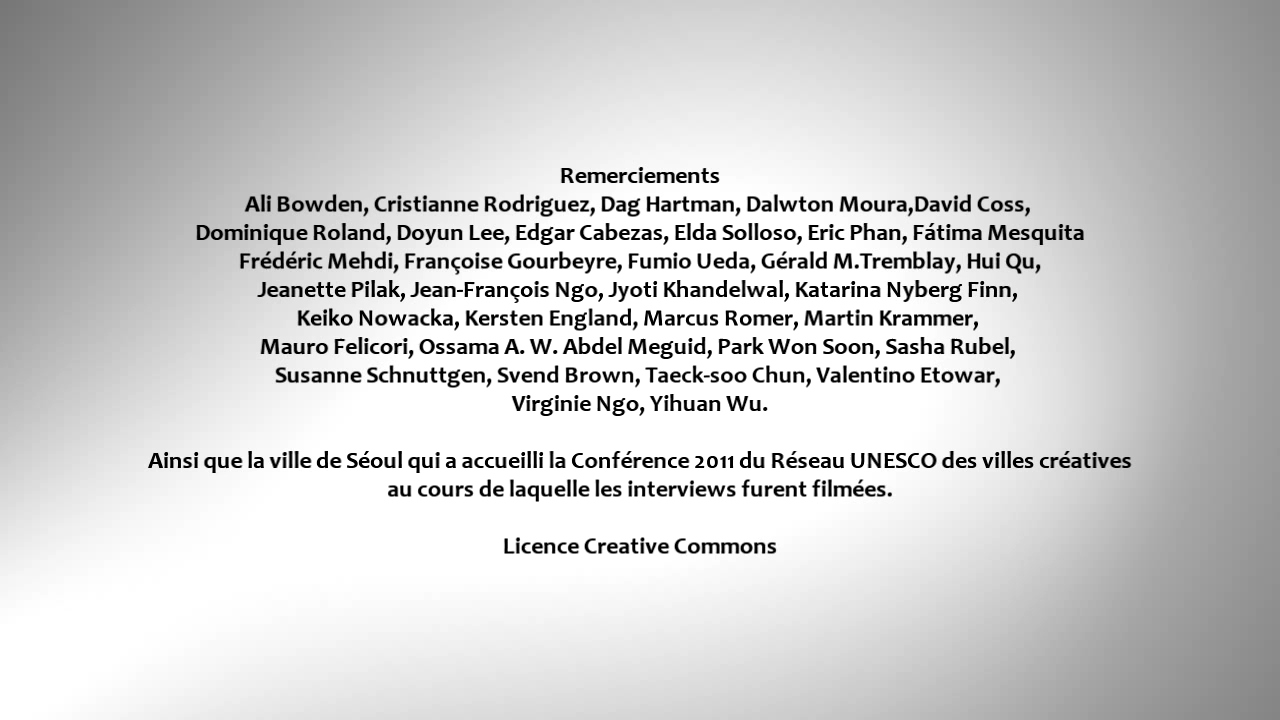 Remerciements
Ali Bowden, Cristianne Rodriguez, Dag Hartman, Dalwton Moura,David Coss,
Dominique Roland, Doyun Lee, Edgar Cabezas, Elda Solloso, Eric Phan, Fátima Mesquita
Frédéric Mehdi, Françoise Gourbeyre, Fumio Ueda, Gérald M.Tremblay, Hui Qu,
Jeanette Pilak, Jean-François Ngo, Jyoti Khandelwal, Katarina Nyberg Finn,
Keiko Nowacka, Kersten England, Marcus Romer, Martin Krammer,
Mauro Felicori, Ossama A. W. Abdel Meguid, Park Won Soon, Sasha Rubel,
Susanne Schnuttgen, Svend Brown, Taeck-soo Chun, Valentino Etowar,
Virginie Ngo, Yihuan Wu.
Ainsi que la ville de Séoul qui a accueilli la Conférence 2011 du Réseau UNESCO des villes créatives
au cours de laquelle les interviews furent filmées.
Licence Creative Commons